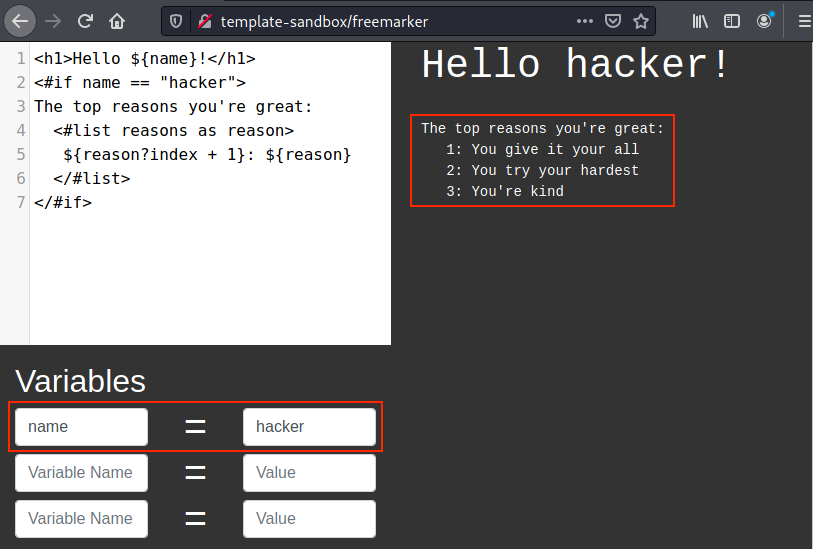 template-sandbox/freemarker
1 <h1>Hello ${name}!</h1>
2 <#if name == "hacker">
3 The top reasons you're great:
4   <#list reasons as reason>
5    ${reason?index + 1}: ${reason}
6   </#list>
7 </#if>
Hello hacker!
The top reasons you're great:
   1: You give it your all
   2: You try your hardest
   3: You're kind
Variables
name = hacker
Variable Name = Value
Variable Name = Value